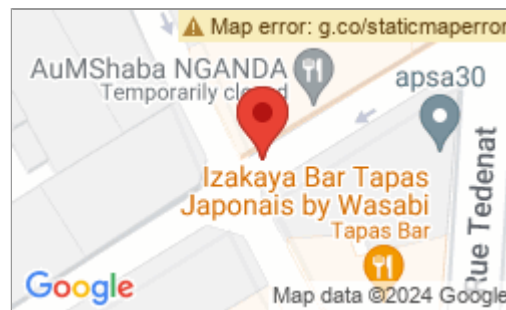 Map error: g.co/staticmaperror
AuMShaba NGANDA
Temporarily closed
apsa30
Izakaya Bar Tapas
Japonais by Wasabi
Tapas Bar
Rue Tedenat
Google
Map data ©2024 Google